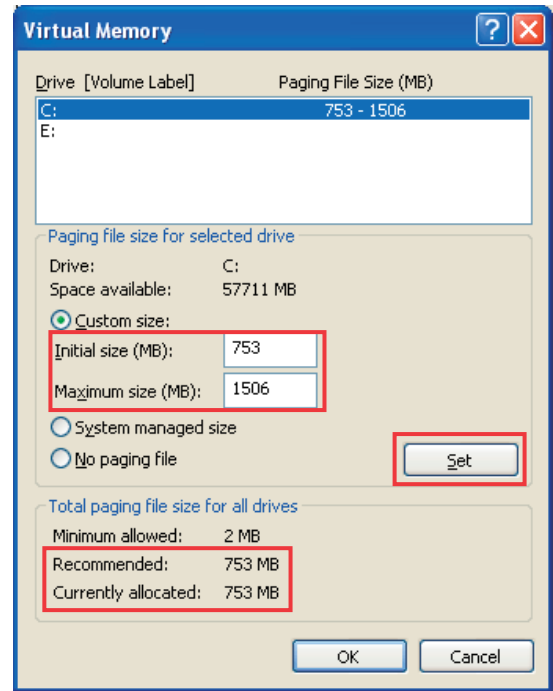 Virtual Memory
Drive [Volume Label] Paging File Size (MB)
C: 753 - 1506
E:
Paging file size for selected drive
Drive: C:
Space available: 57711 MB
Custom size:
Initial size (MB): 753
Maximum size (MB): 1506
System managed size
No paging file Set
Total paging file size for all drives
Minimum allowed: 2 MB
Recommended: 753 MB
Currently allocated: 753 MB
OK Cancel